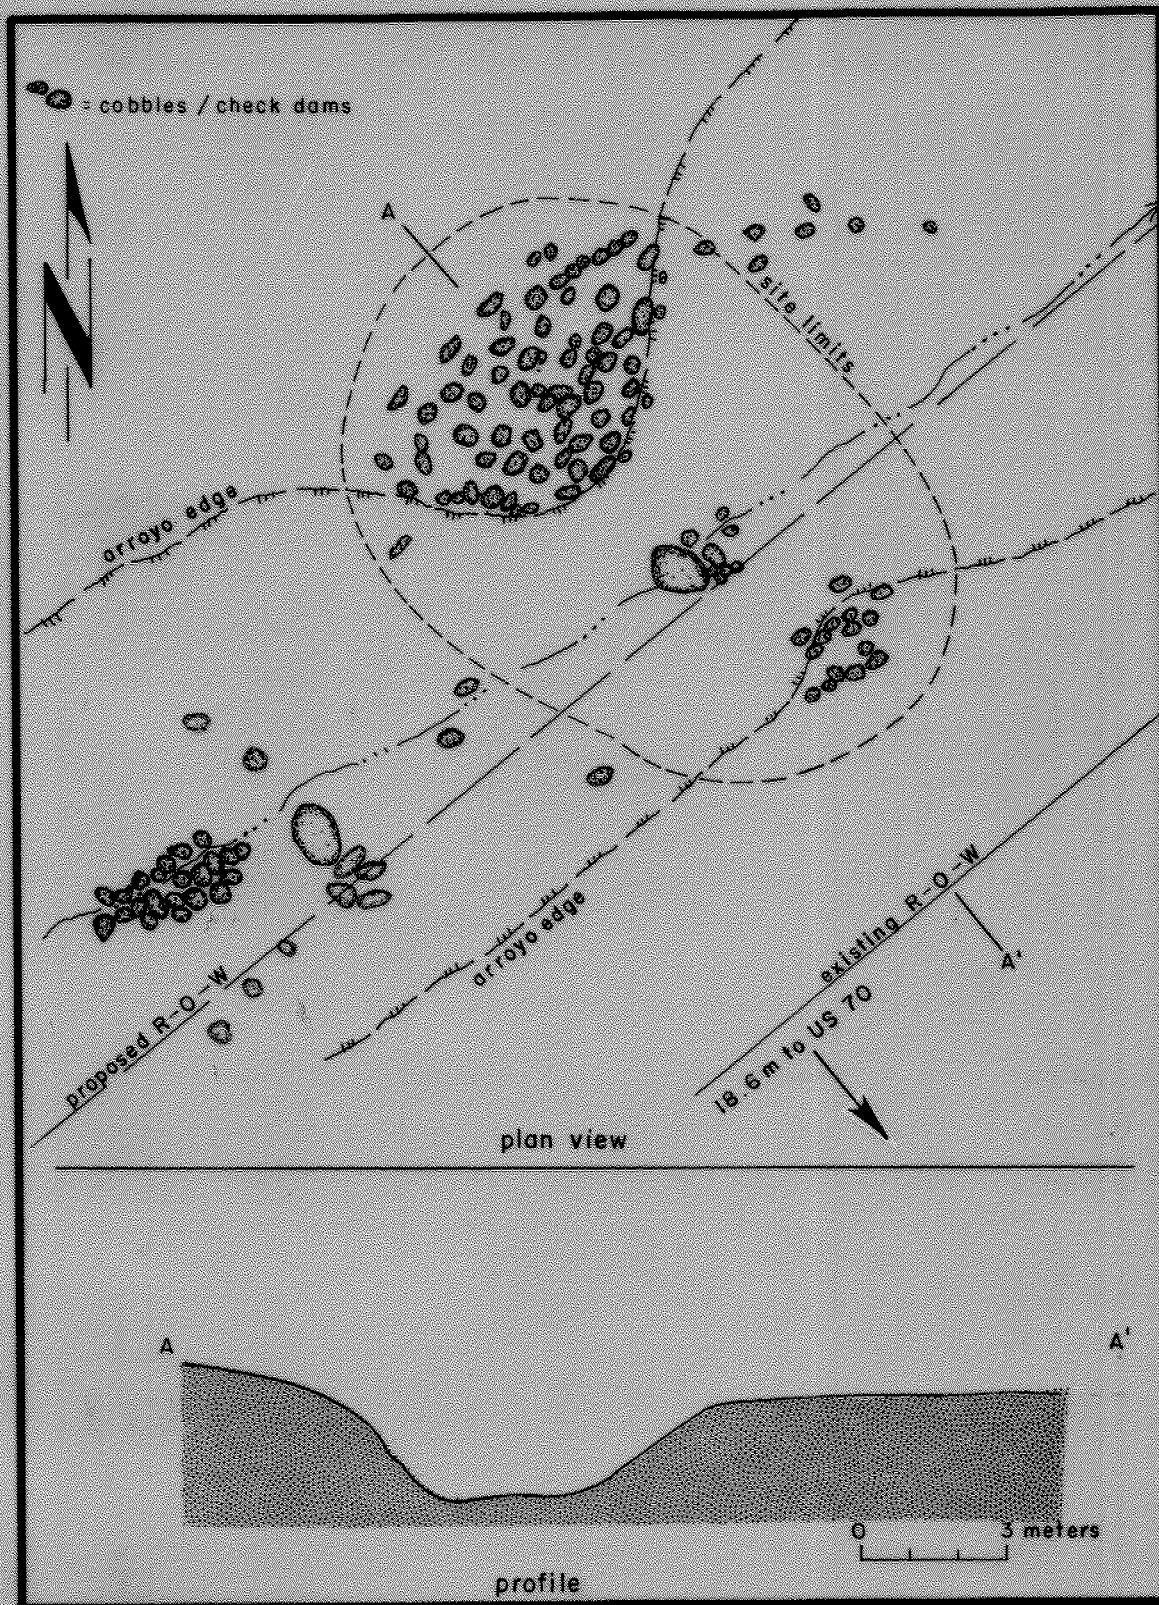 = cobbles / check dams
A
site limits
arroyo edge
arroyo edge
existing R-O-W
A'
proposed R-O-W
18.6 m to US 70
plan view
A
A'
0 3 meters
profile